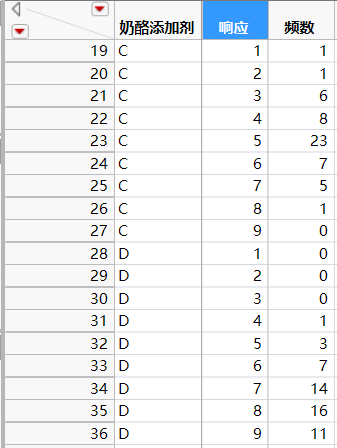 奶酪添加剂 响应 频数
19 C 1 1
20 C 2 1
21 C 3 6
22 C 4 8
23 C 5 23
24 C 6 7
25 C 7 5
26 C 8 1
27 C 9 0
28 D 1 0
29 D 2 0
30 D 3 0
31 D 4 1
32 D 5 3
33 D 6 7
34 D 7 14
35 D 8 16
36 D 9 11